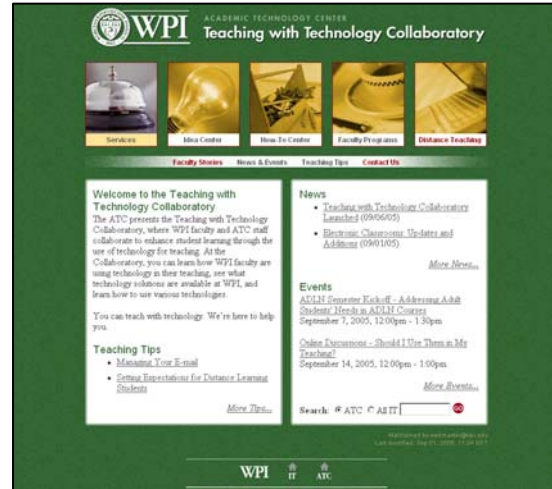 WPI
ACADEMIC TECHNOLOGY CENTER
Teaching with Technology Collaboratory
Services
Idea Center
How-To Center
Faculty Programs
Distance Teaching
Faculty Stories News & Events Teaching Tips Contact Us
Welcome to the Teaching with
Technology Collaboratory
The ATC presents the Teaching with Technology
Collaboratory, where WPI faculty and ATC staff
collaborate to enhance student learning through the
use of technology for teaching. At the
Collaboratory, you can learn how WPI faculty are
using technology in their teaching, see what
technology solutions are available at WPI, and
learn how to use various technologies.
You can teach with technology. We're here to help
you.
Teaching Tips
Managing Your E-mail
Setting Expectations for Distance Learning
Students
More Tips...
News
Teaching with Technology Collaboratory
Launched (09/06/05)
Electronic Classrooms: Updates and
Additions (09/01/05)
More News...
Events
ADLN Semester Kickoff - Addressing Adult
Students' Needs in ADLN Courses
September 7, 2005, 12:00pm - 1:30pm
Online Discussions - Should I Use Them in My
Teaching?
September 14, 2005, 12:00pm - 1:00pm
More Events...
Search: ATC All IT GO
Maintained by
Last modified: Sep 01, 2005,
WPI IT ATC